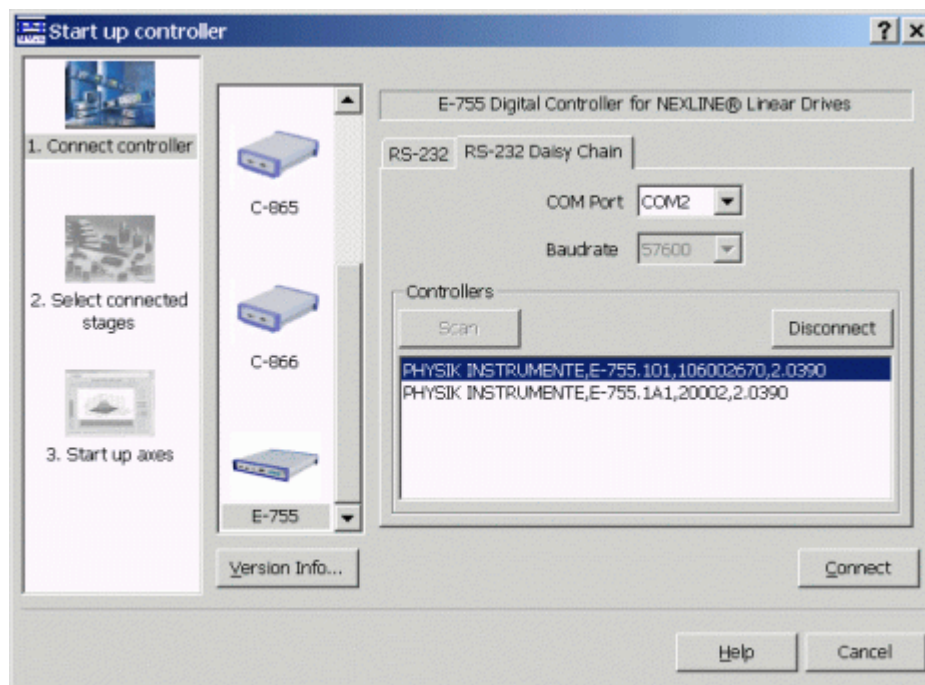 Start up controller
1. Connect controller
2. Select connected
stages
3. Start up axes
C-865
C-866
E-755
Version Info...
E-755 Digital Controller for NEXLINE® Linear Drives
RS-232
RS-232 Daisy Chain
COM Port
COM2
Baudrate
57600
Controllers
Scan
Disconnect
PHYSIK INSTRUMENTE,E-755.101,106002670,2.0390
PHYSIK INSTRUMENTE,E-755.1A1,20002,2.0390
Connect
Help
Cancel